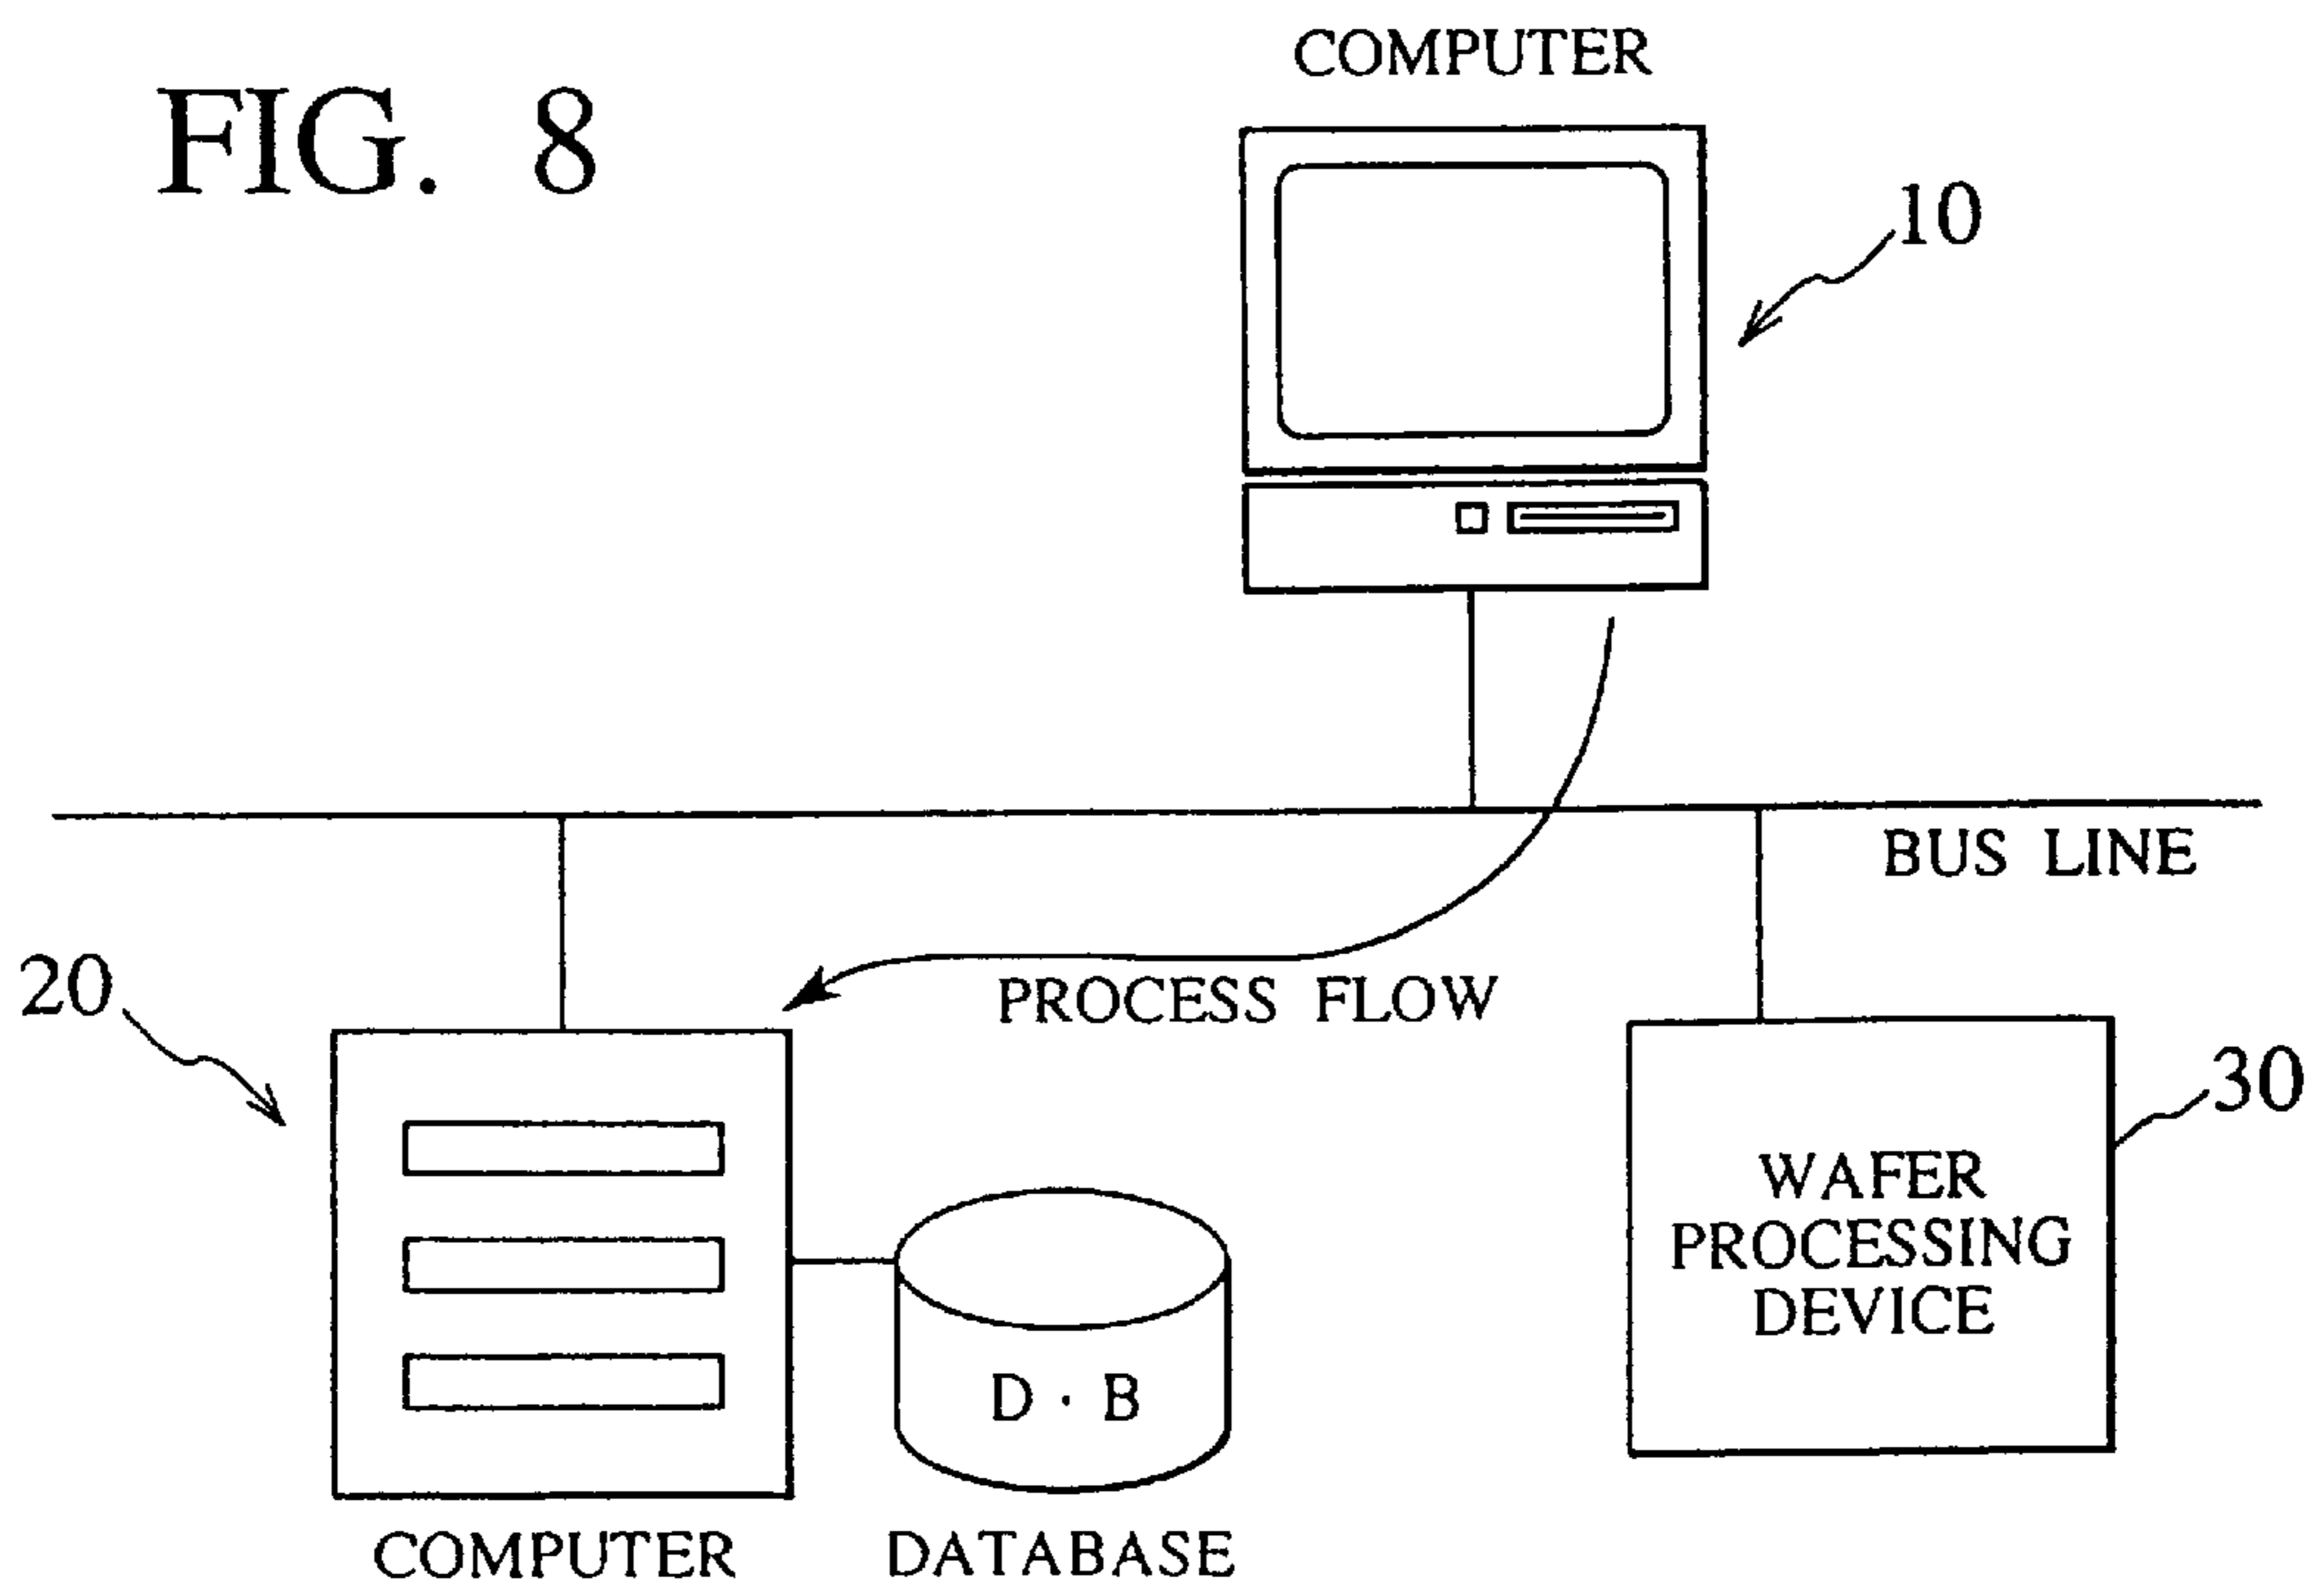 FIG. 8
COMPUTER
10
BUS LINE
20
PROCESS FLOW
30
WAFER
PROCESSING
DEVICE
D · B
COMPUTER
DATABASE